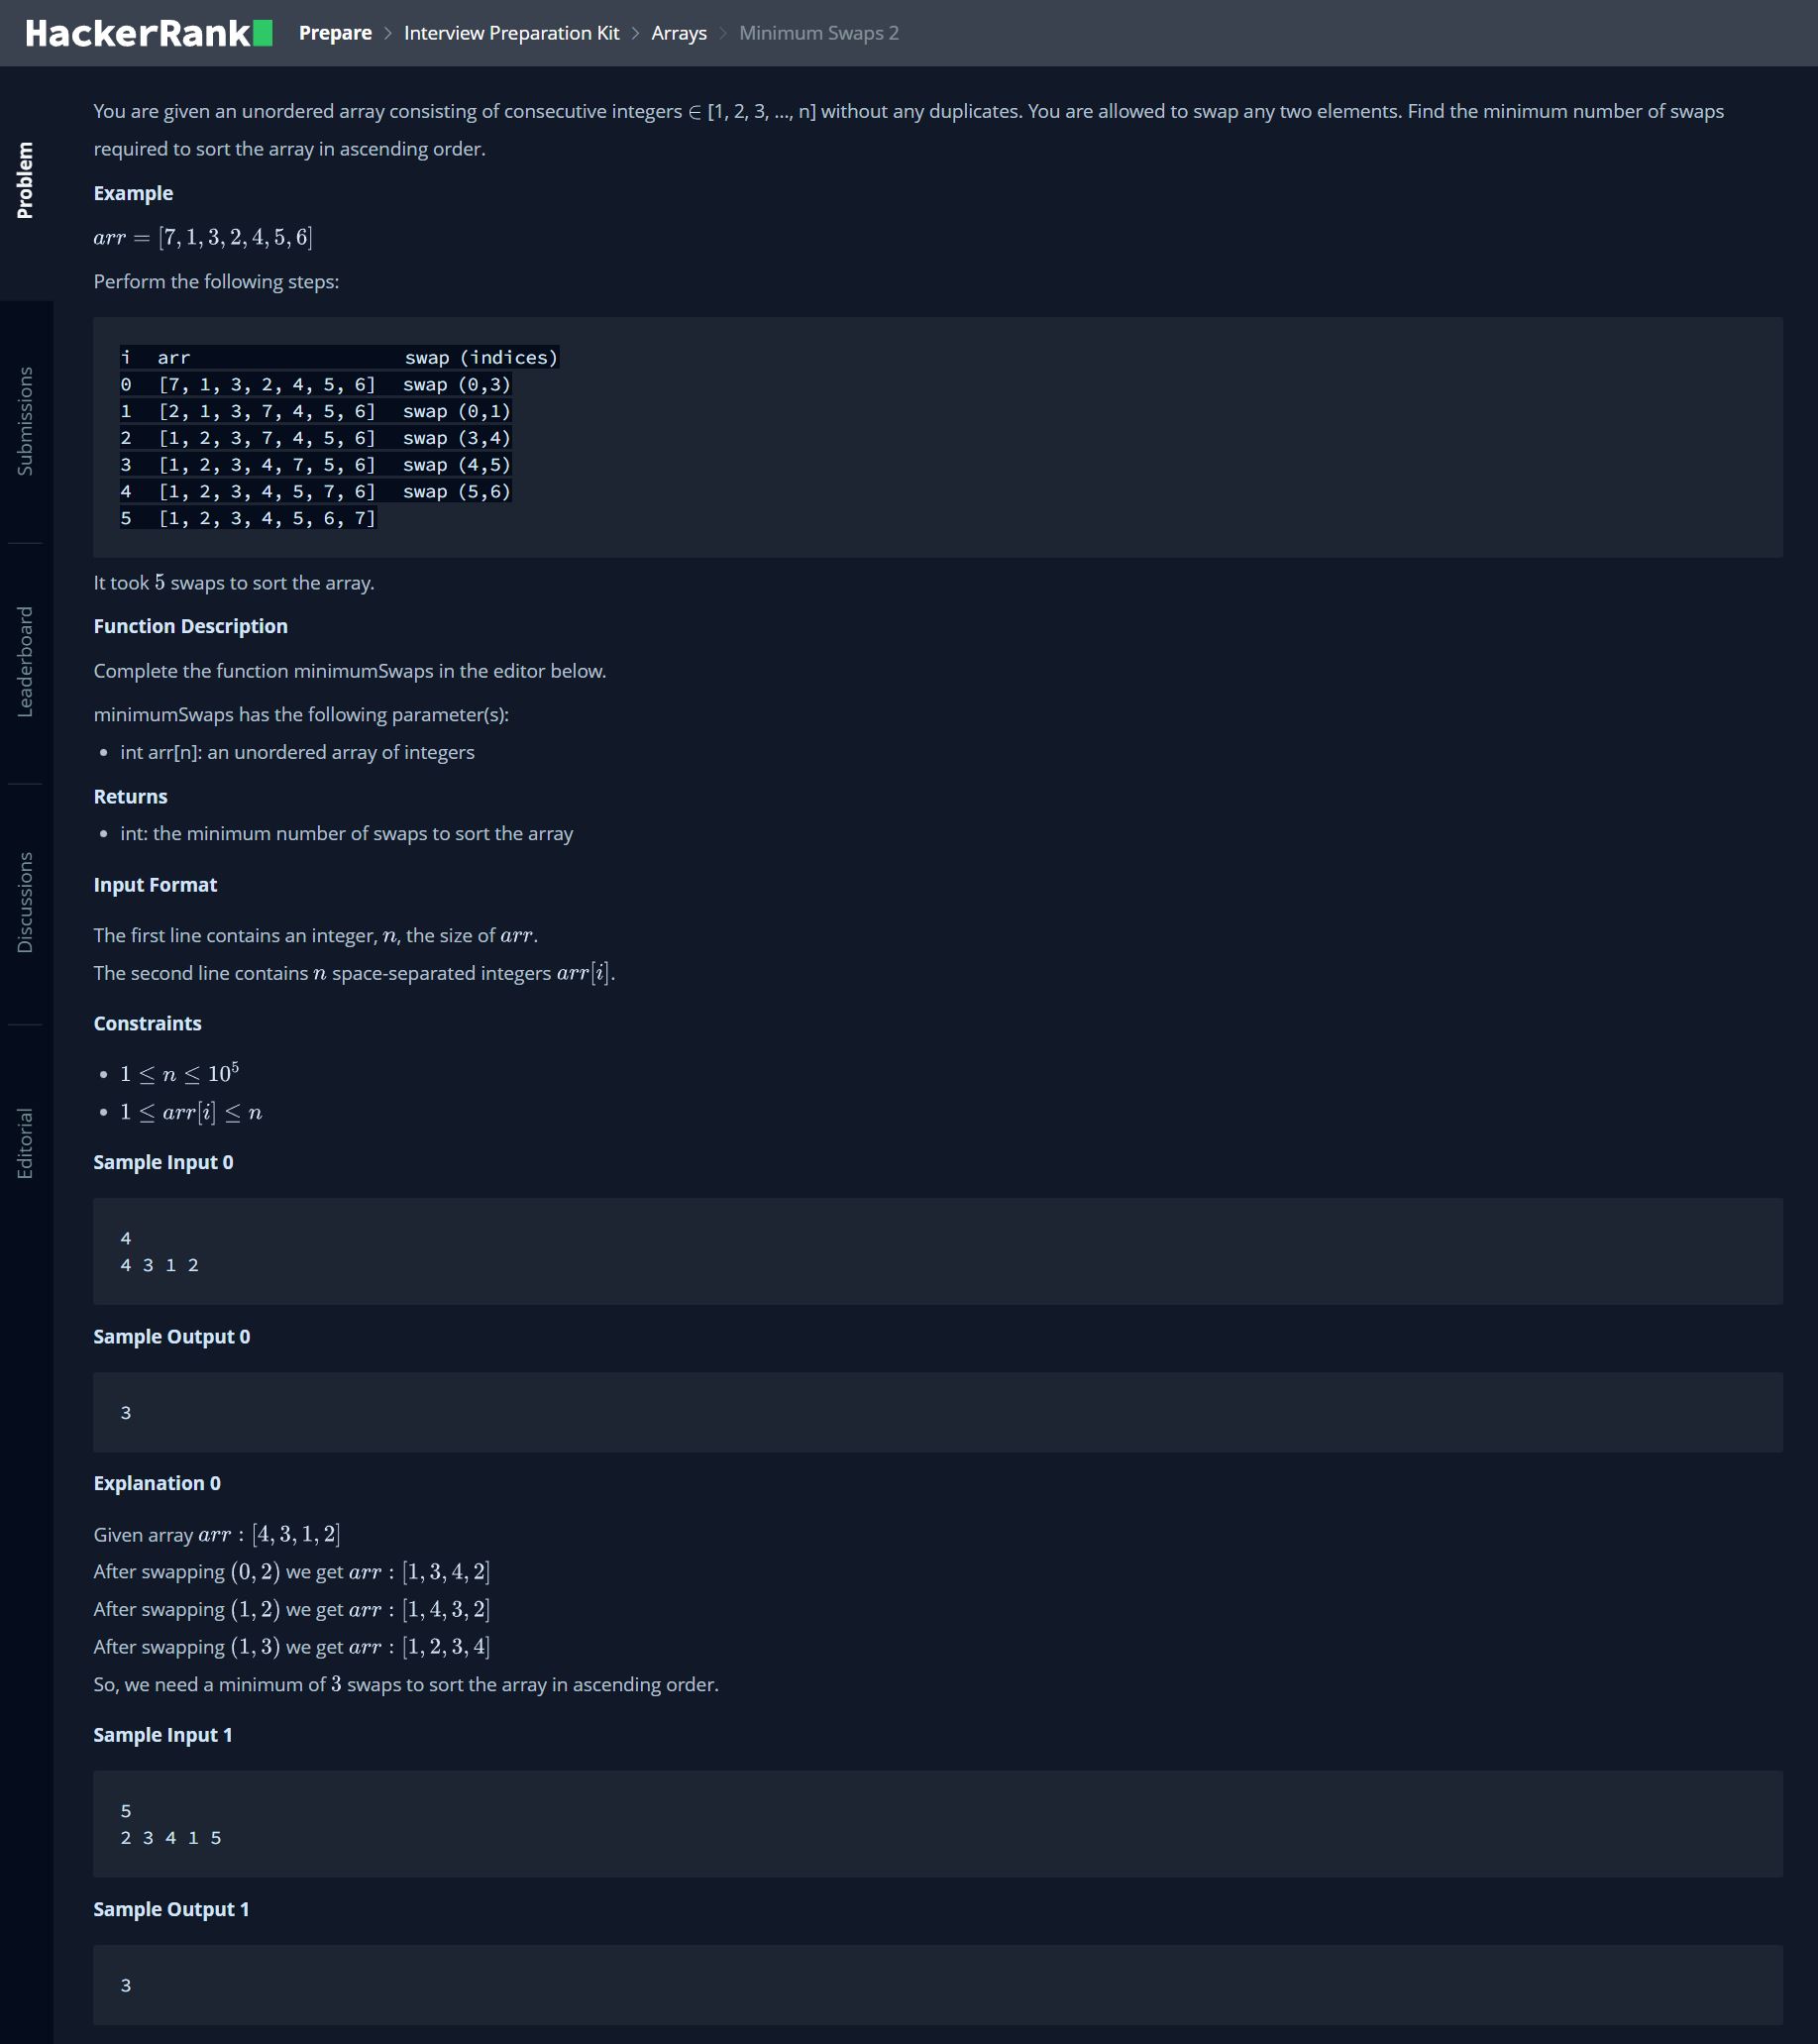 HackerRank Prepare > Interview Preparation Kit > Arrays > Minimum Swaps 2
Problem
Submissions
Leaderboard
Discussions
Editorial
You are given an unordered array consisting of consecutive integers ∈ [1, 2, 3, ..., n] without any duplicates. You are allowed to swap any two elements. Find the minimum number of swaps
required to sort the array in ascending order.
Example
arr = [7, 1, 3, 2, 4, 5, 6]
Perform the following steps:
i arr swap (indices)
0 [7, 1, 3, 2, 4, 5, 6] swap (0,3)
1 [2, 1, 3, 7, 4, 5, 6] swap (0,1)
2 [1, 2, 3, 7, 4, 5, 6] swap (3,4)
3 [1, 2, 3, 4, 7, 5, 6] swap (4,5)
4 [1, 2, 3, 4, 5, 7, 6] swap (5,6)
5 [1, 2, 3, 4, 5, 6, 7]
It took 5 swaps to sort the array.
Function Description
Complete the function minimumSwaps in the editor below.
minimumSwaps has the following parameter(s):
• int arr[n]: an unordered array of integers
Returns
• int: the minimum number of swaps to sort the array
Input Format
The first line contains an integer, n, the size of arr.
The second line contains n space-separated integers arr[i].
Constraints
• 1 ≤ n ≤ 10⁵
• 1 ≤ arr[i] ≤ n
Sample Input 0
4
4 3 1 2
Sample Output 0
3
Explanation 0
Given array arr : [4, 3, 1, 2]
After swapping (0, 2) we get arr : [1, 3, 4, 2]
After swapping (1, 2) we get arr : [1, 4, 3, 2]
After swapping (1, 3) we get arr : [1, 2, 3, 4]
So, we need a minimum of 3 swaps to sort the array in ascending order.
Sample Input 1
5
2 3 4 1 5
Sample Output 1
3